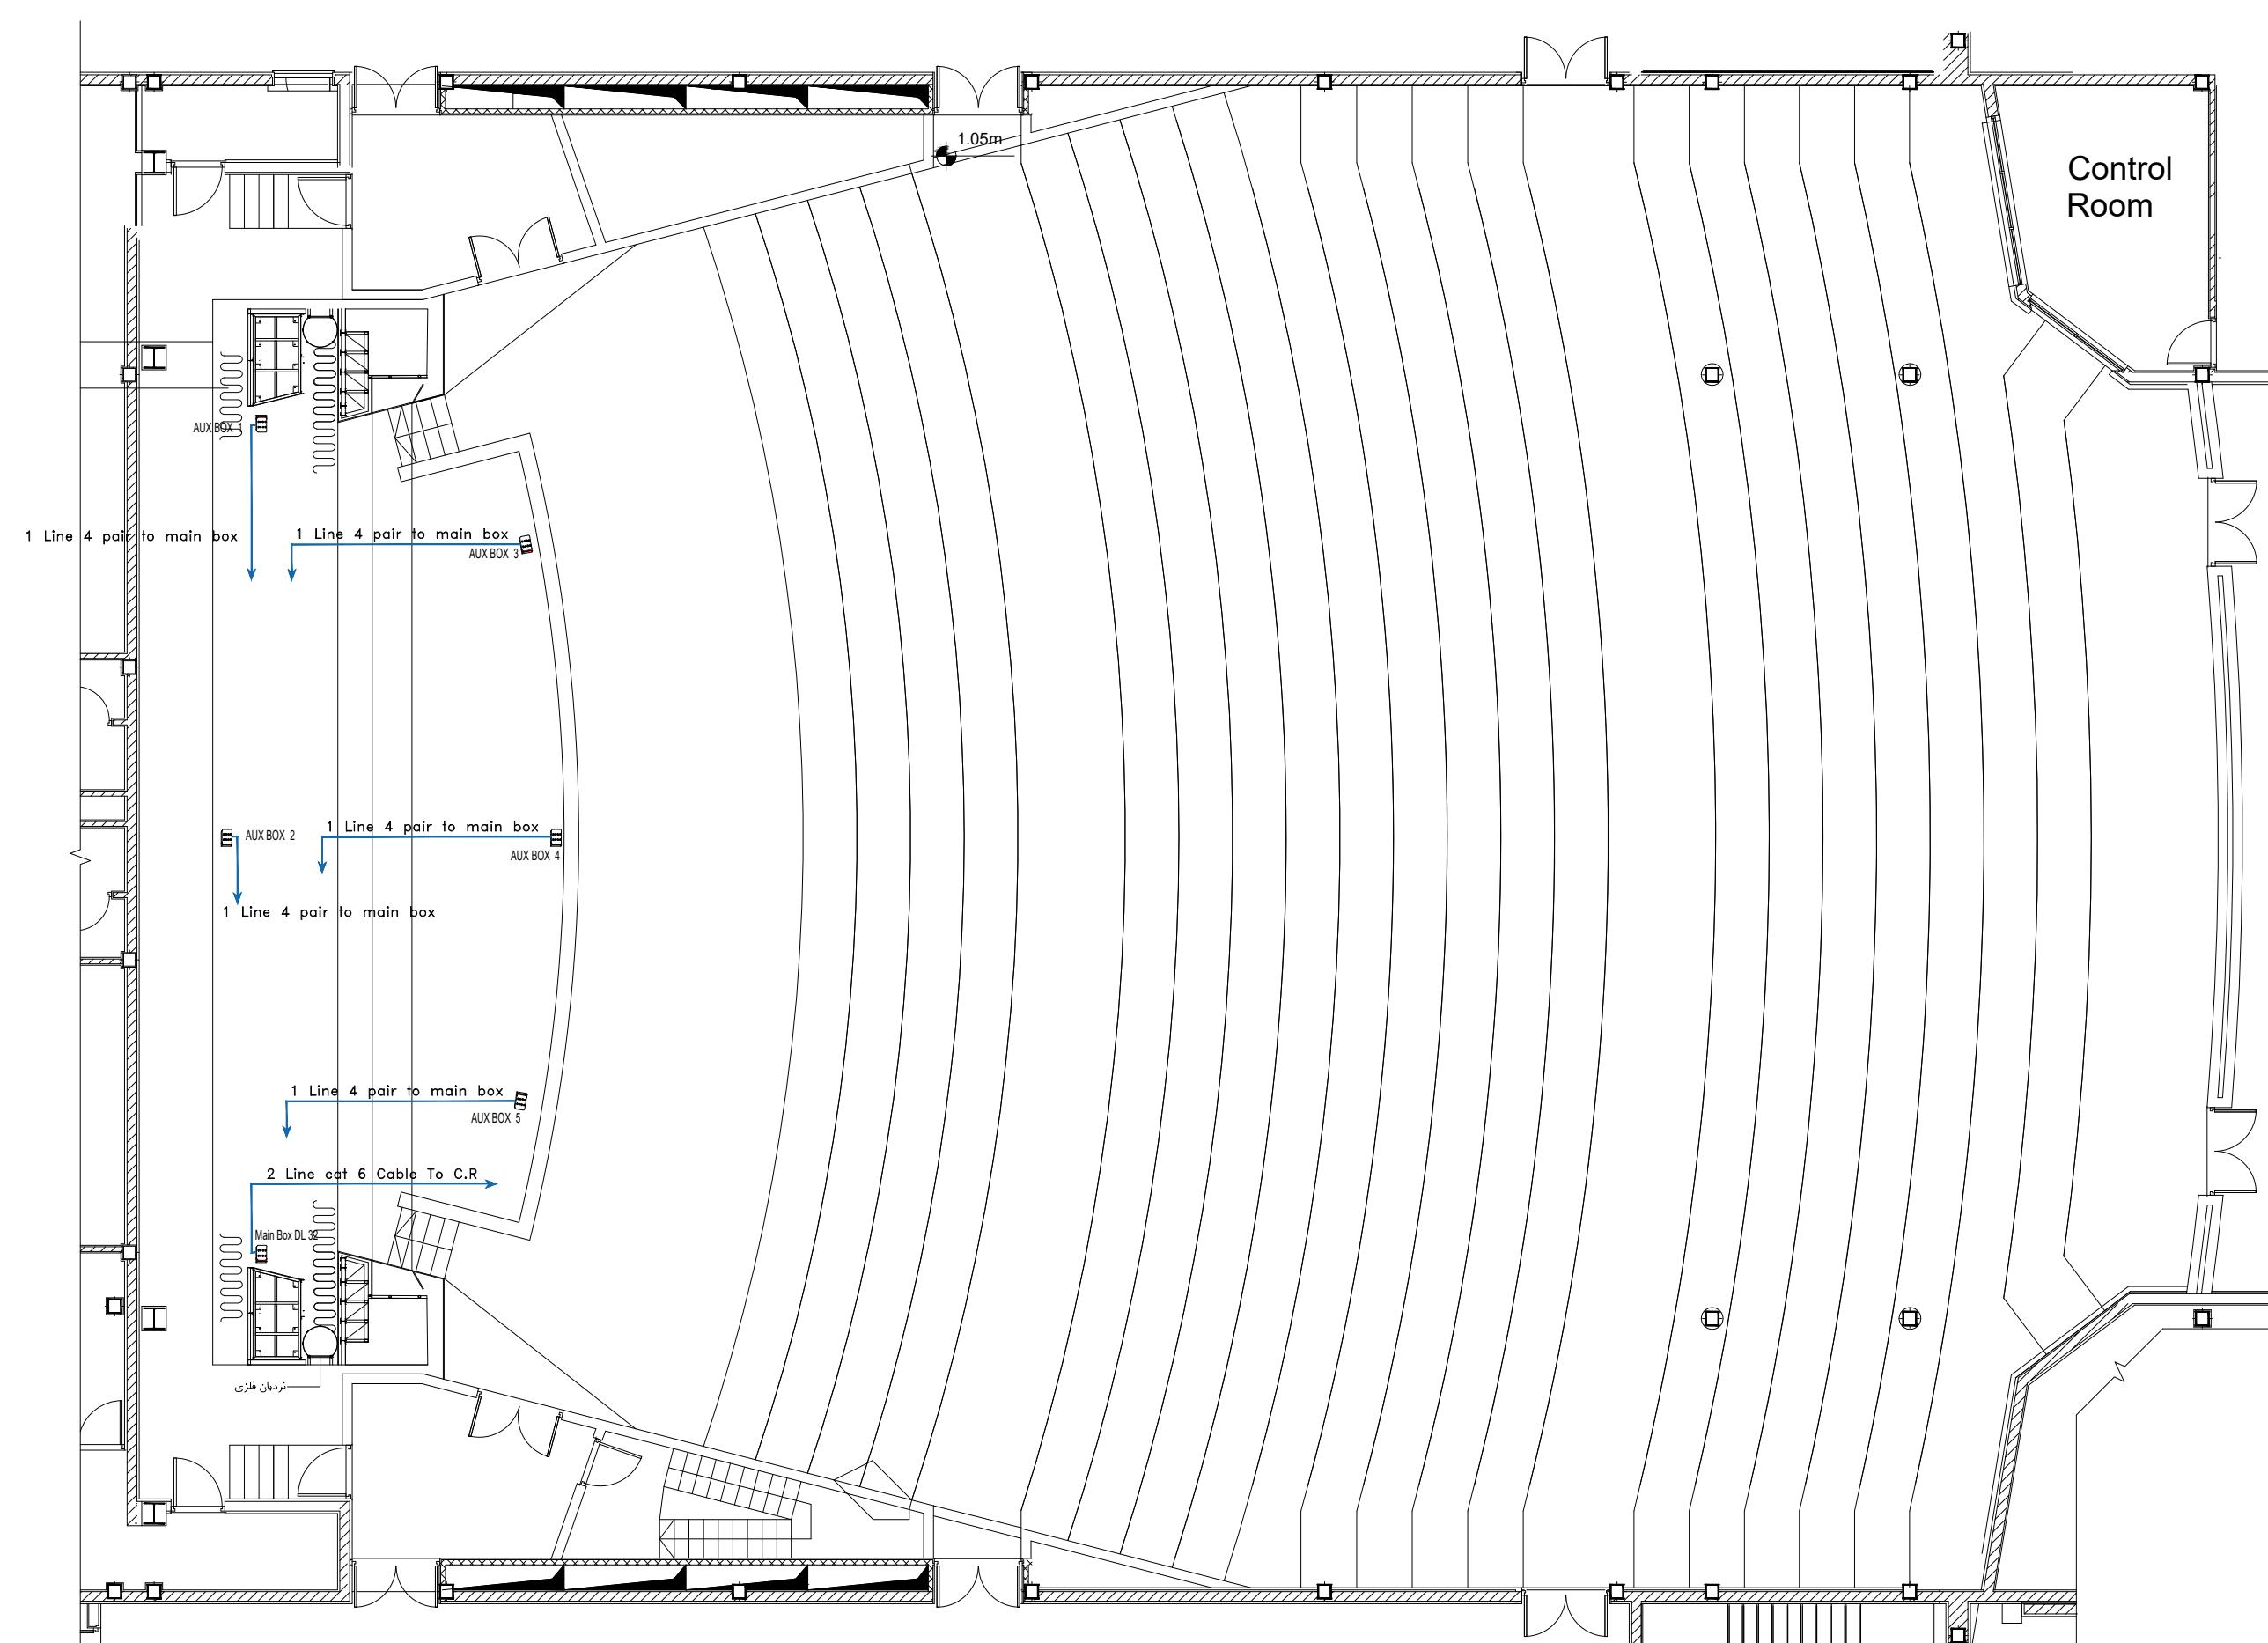 1.05m
Control
Room
AUX BOX 1
1 Line 4 pair to main box
1 Line 4 pair to main box
AUX BOX 3
1 Line 4 pair to main box
AUX BOX 2
AUX BOX 4
1 Line 4 pair to main box
1 Line 4 pair to main box
AUX BOX 5
2 Line cat 6 Cable To C.R
Main Box DL 32
نردبان فلزی